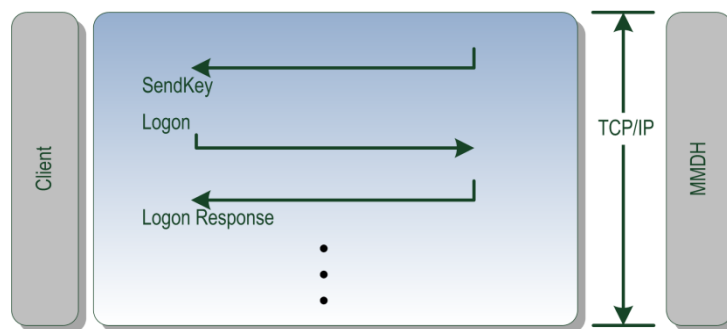 Client
SendKey
Logon
Logon Response
TCP/IP
MMDH